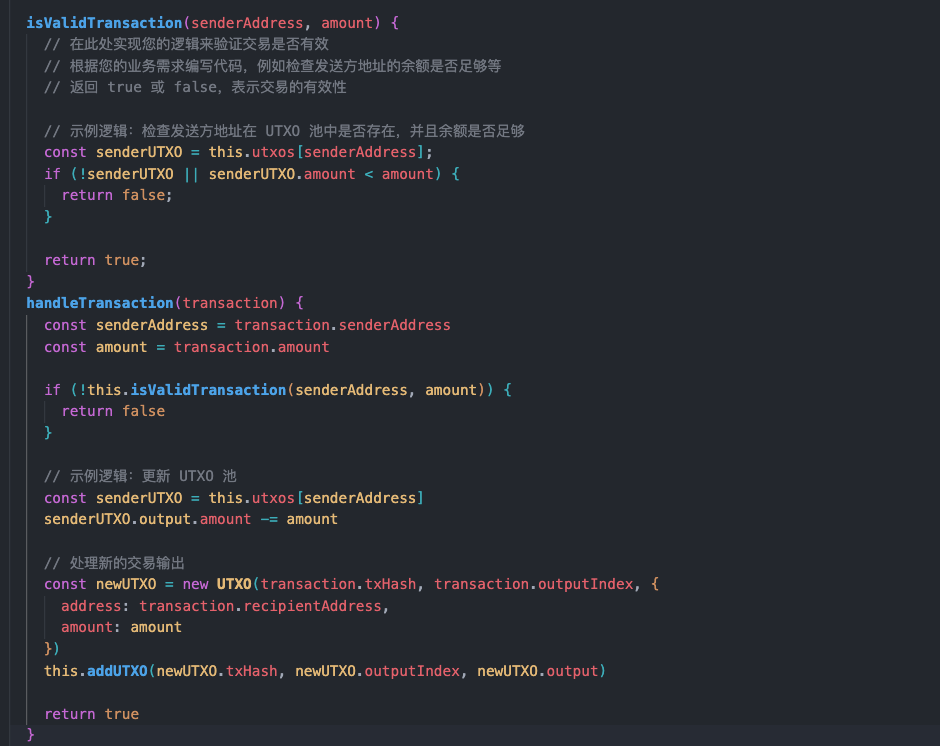 isValidTransaction(senderAddress, amount) {
// 在此处实现您的逻辑来验证交易是否有效
// 根据您的业务需求编写代码，例如检查发送方地址的余额是否足够等
// 返回 true 或 false，表示交易的有效性
// 示例逻辑：检查发送方地址在 UTXO 池中是否存在，并且余额是否足够
const senderUTXO = this.utxos[senderAddress];
if (!senderUTXO || senderUTXO.amount < amount) {
return false;
}
return true;
}
handleTransaction(transaction) {
const senderAddress = transaction.senderAddress
const amount = transaction.amount
if (!this.isValidTransaction(senderAddress, amount)) {
return false
}
// 示例逻辑：更新 UTXO 池
const senderUTXO = this.utxos[senderAddress]
senderUTXO.output.amount -= amount
// 处理新的交易输出
const newUTXO = new UTXO(transaction.txHash, transaction.outputIndex, {
address: transaction.recipientAddress,
amount: amount
})
this.addUTXO(newUTXO.txHash, newUTXO.outputIndex, newUTXO.output)
return true
}